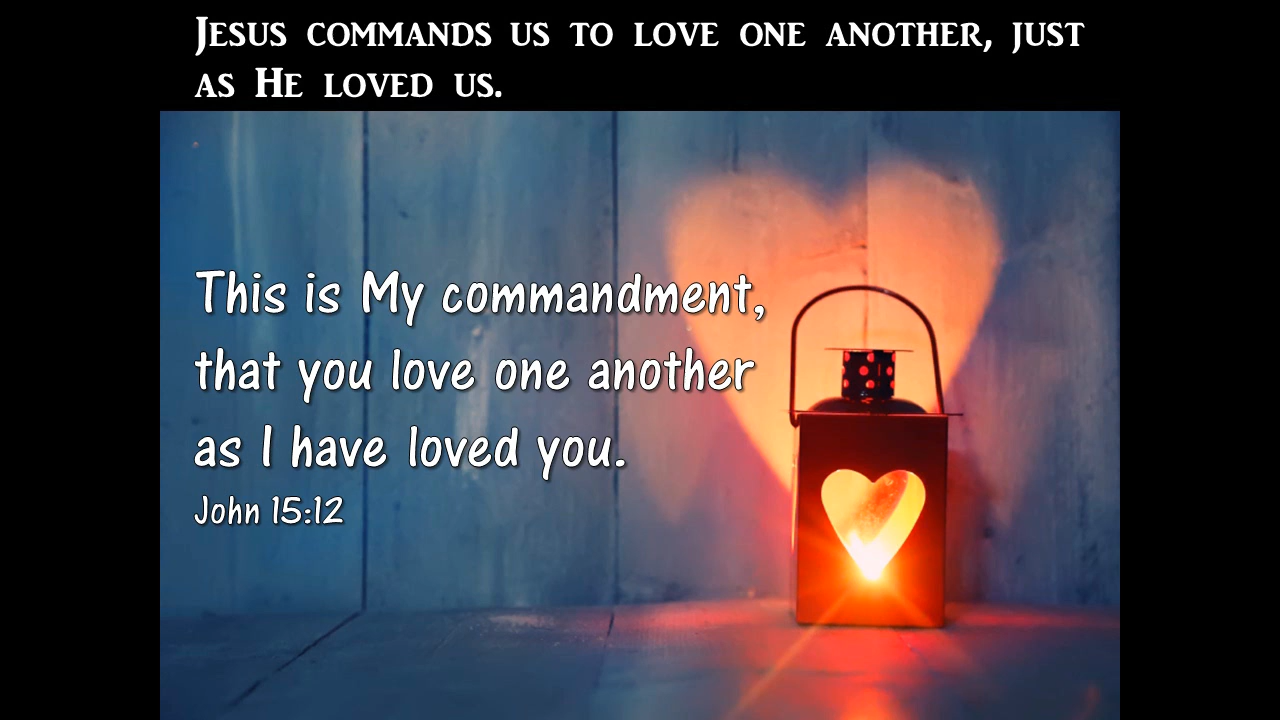 Jesus commands us to love one another, just
as He loved us.
This is My commandment,
that you love one another
as I have loved you.
John 15:12